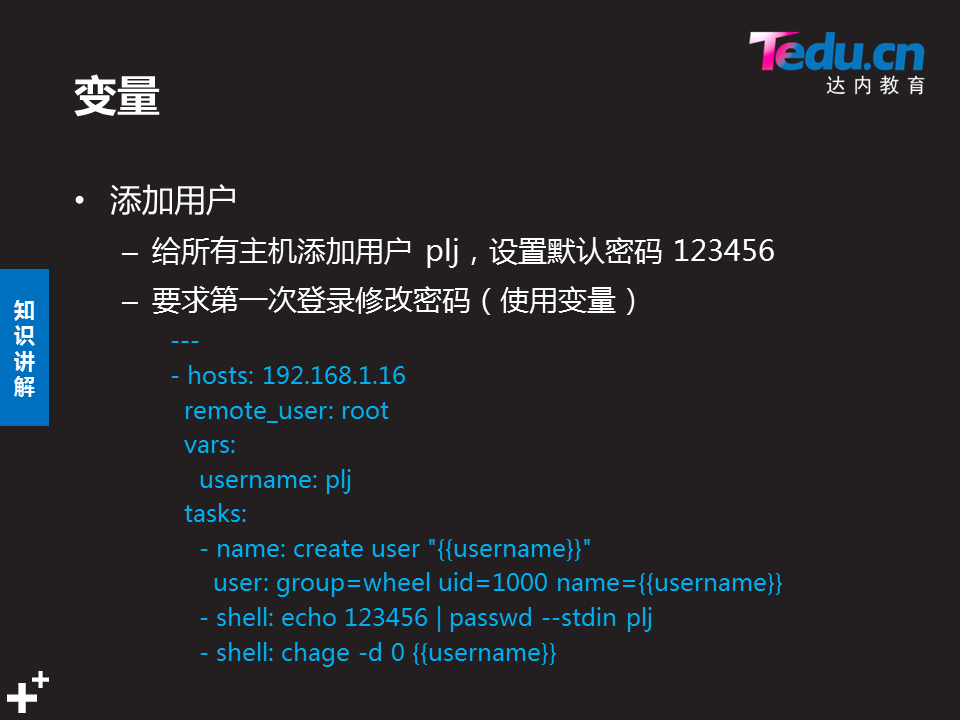 Tedu.cn
达内教育
变量
• 添加用户
– 给所有主机添加用户 plj，设置默认密码 123456
– 要求第一次登录修改密码（使用变量）
知识讲解
---
- hosts: 192.168.1.16
remote_user: root
vars:
username: plj
tasks:
- name: create user "{{username}}"
user: group=wheel uid=1000 name={{username}}
- shell: echo 123456 | passwd --stdin plj
- shell: chage -d 0 {{username}}